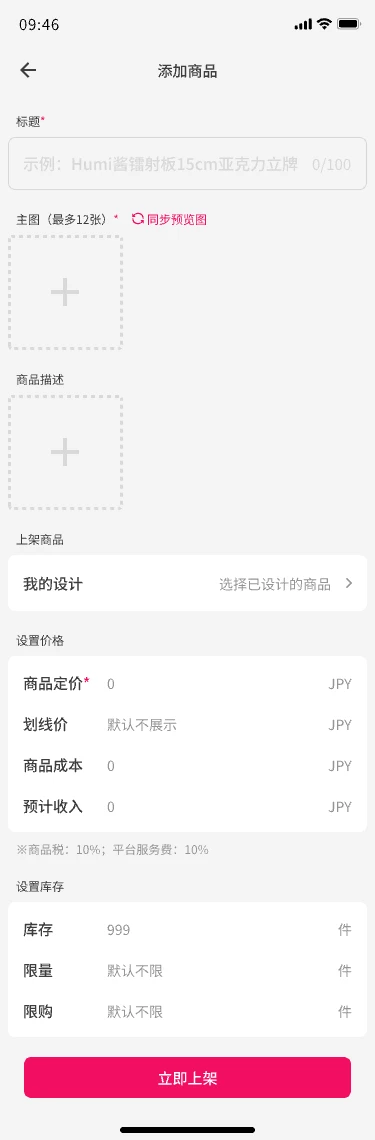 09:46
添加商品
标题*
示例：Humi酱镭射板15cm亚克力立牌 0/100
主图（最多12张）* 同步预览图
商品描述
上架商品
我的设计 选择已设计的商品
设置价格
商品定价* 0 JPY
划线价 默认不展示 JPY
商品成本 0 JPY
预计收入 0 JPY
※商品税：10%；平台服务费：10%
设置库存
库存 999 件
限量 默认不限 件
限购 默认不限 件
立即上架